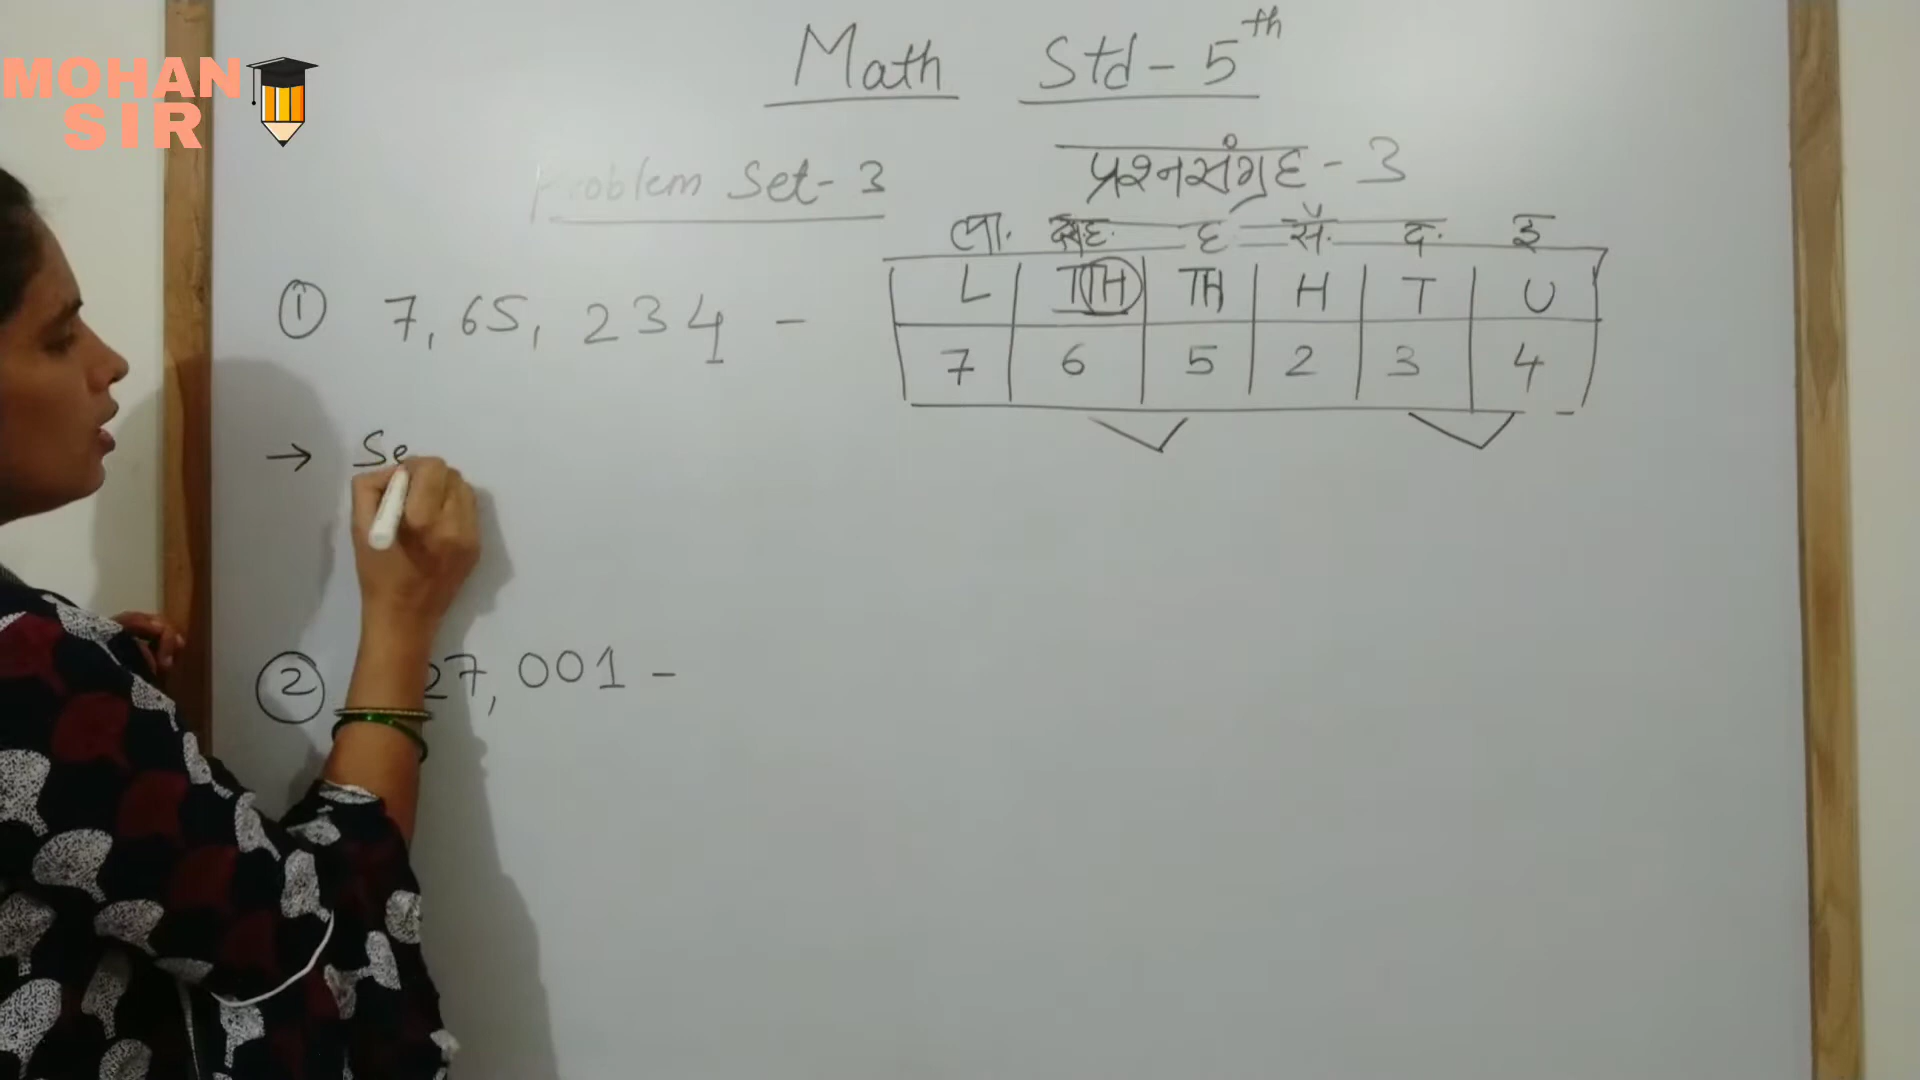 MOHAN
SIR
Math Std - 5th
Problem Set - 3 प्रश्नसंग्रह - 3
ला. दह. ह सें. द. इ
L TTH TH H T U
① 7,65,234 - 7 6 5 2 3 4
→ Se
② 27,001 -